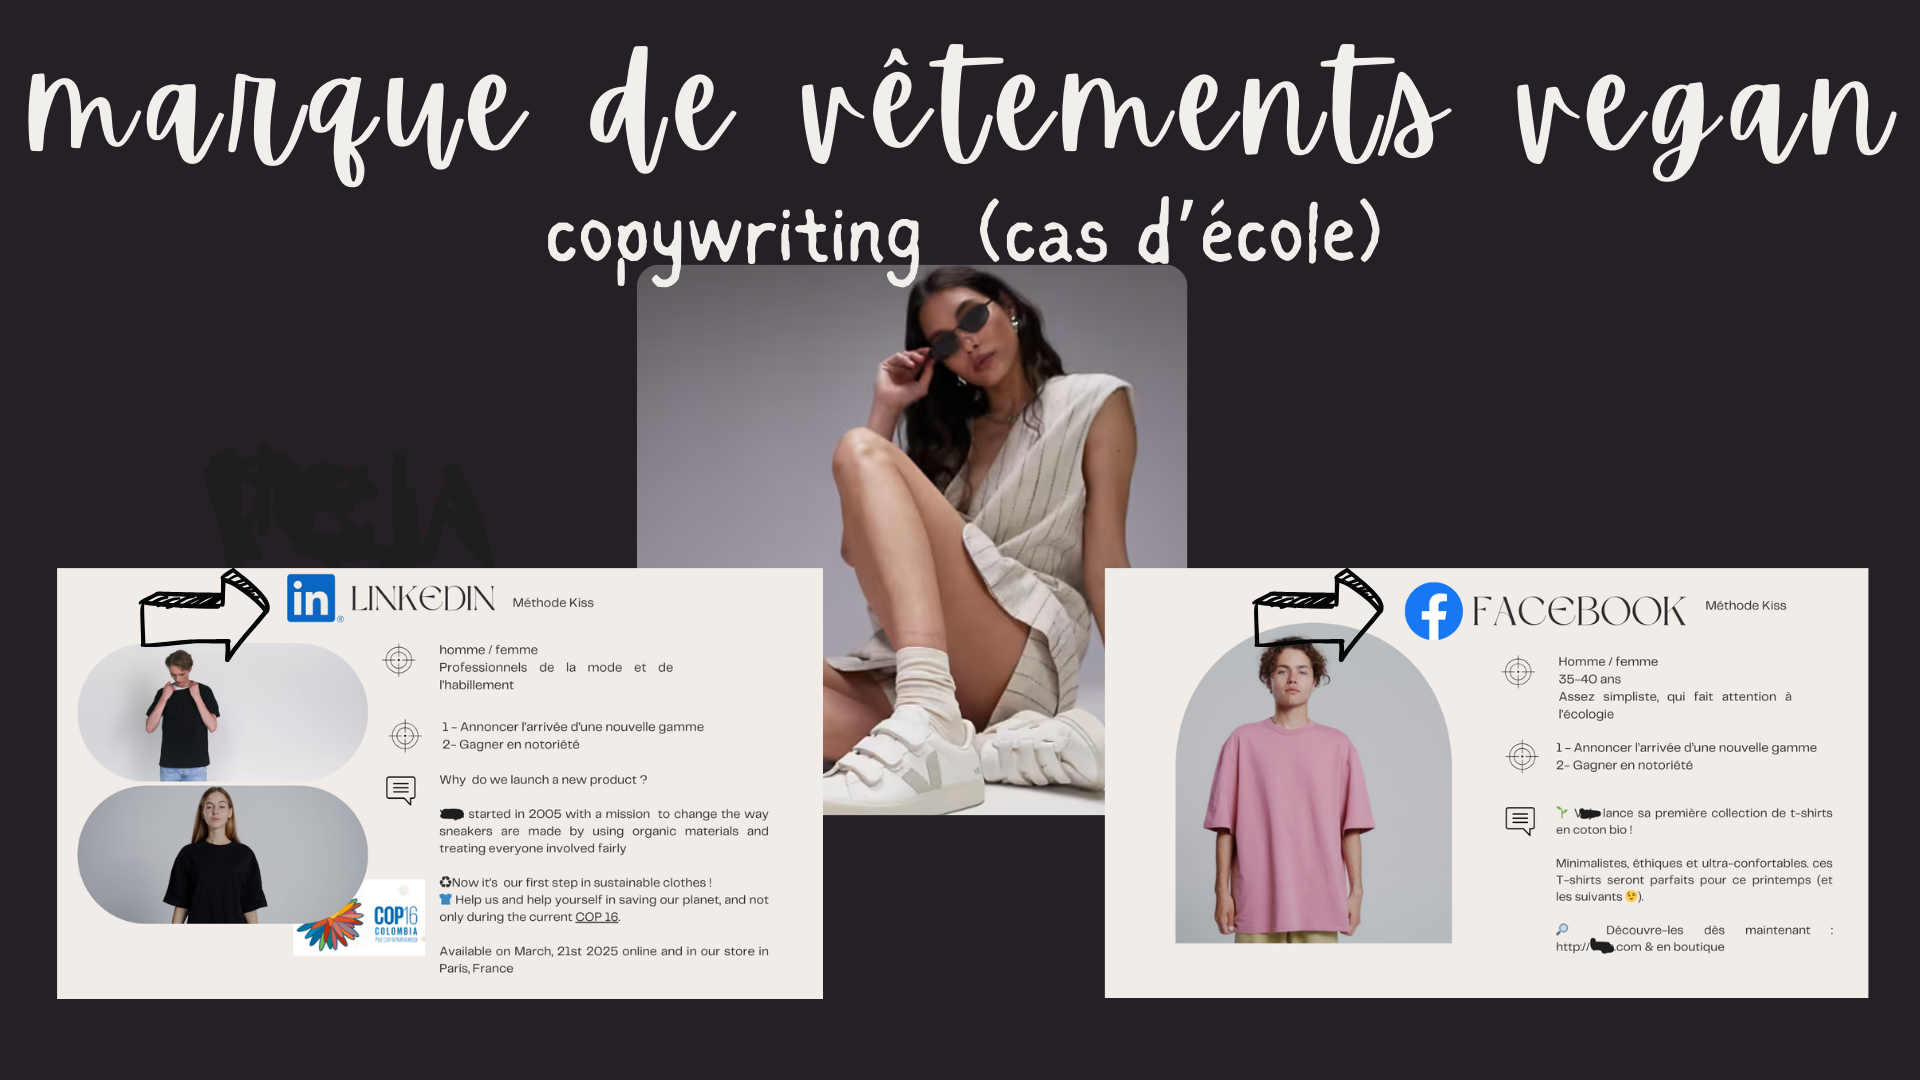 marque de vêtements vegan
copywriting (cas d'école)
in LINKEDIN Méthode Kiss
homme / femme
Professionnels de la mode et de
l'habillement
1 - Annoncer l'arrivée d'une nouvelle gamme
2- Gagner en notoriété
Why do we launch a new product ?
started in 2005 with a mission to change the way
sneakers are made by using organic materials and
treating everyone involved fairly
♻Now it's our first step in sustainable clothes !
👕 Help us and help yourself in saving our planet, and not
only during the current COP 16.
Available on March, 21st 2025 online and in our store in
Paris, France
COP16
COLOMBIA
FACEBOOK Méthode Kiss
Homme / femme
35-40 ans
Assez simpliste, qui fait attention à
l'écologie
1 - Annoncer l'arrivée d'une nouvelle gamme
2- Gagner en notoriété
🌱 lance sa première collection de t-shirts
en coton bio !
Minimalistes, éthiques et ultra-confortables. ces
T-shirts seront parfaits pour ce printemps (et
les suivants 😉).
🔎 Découvre-les dès maintenant :
http://.com & en boutique